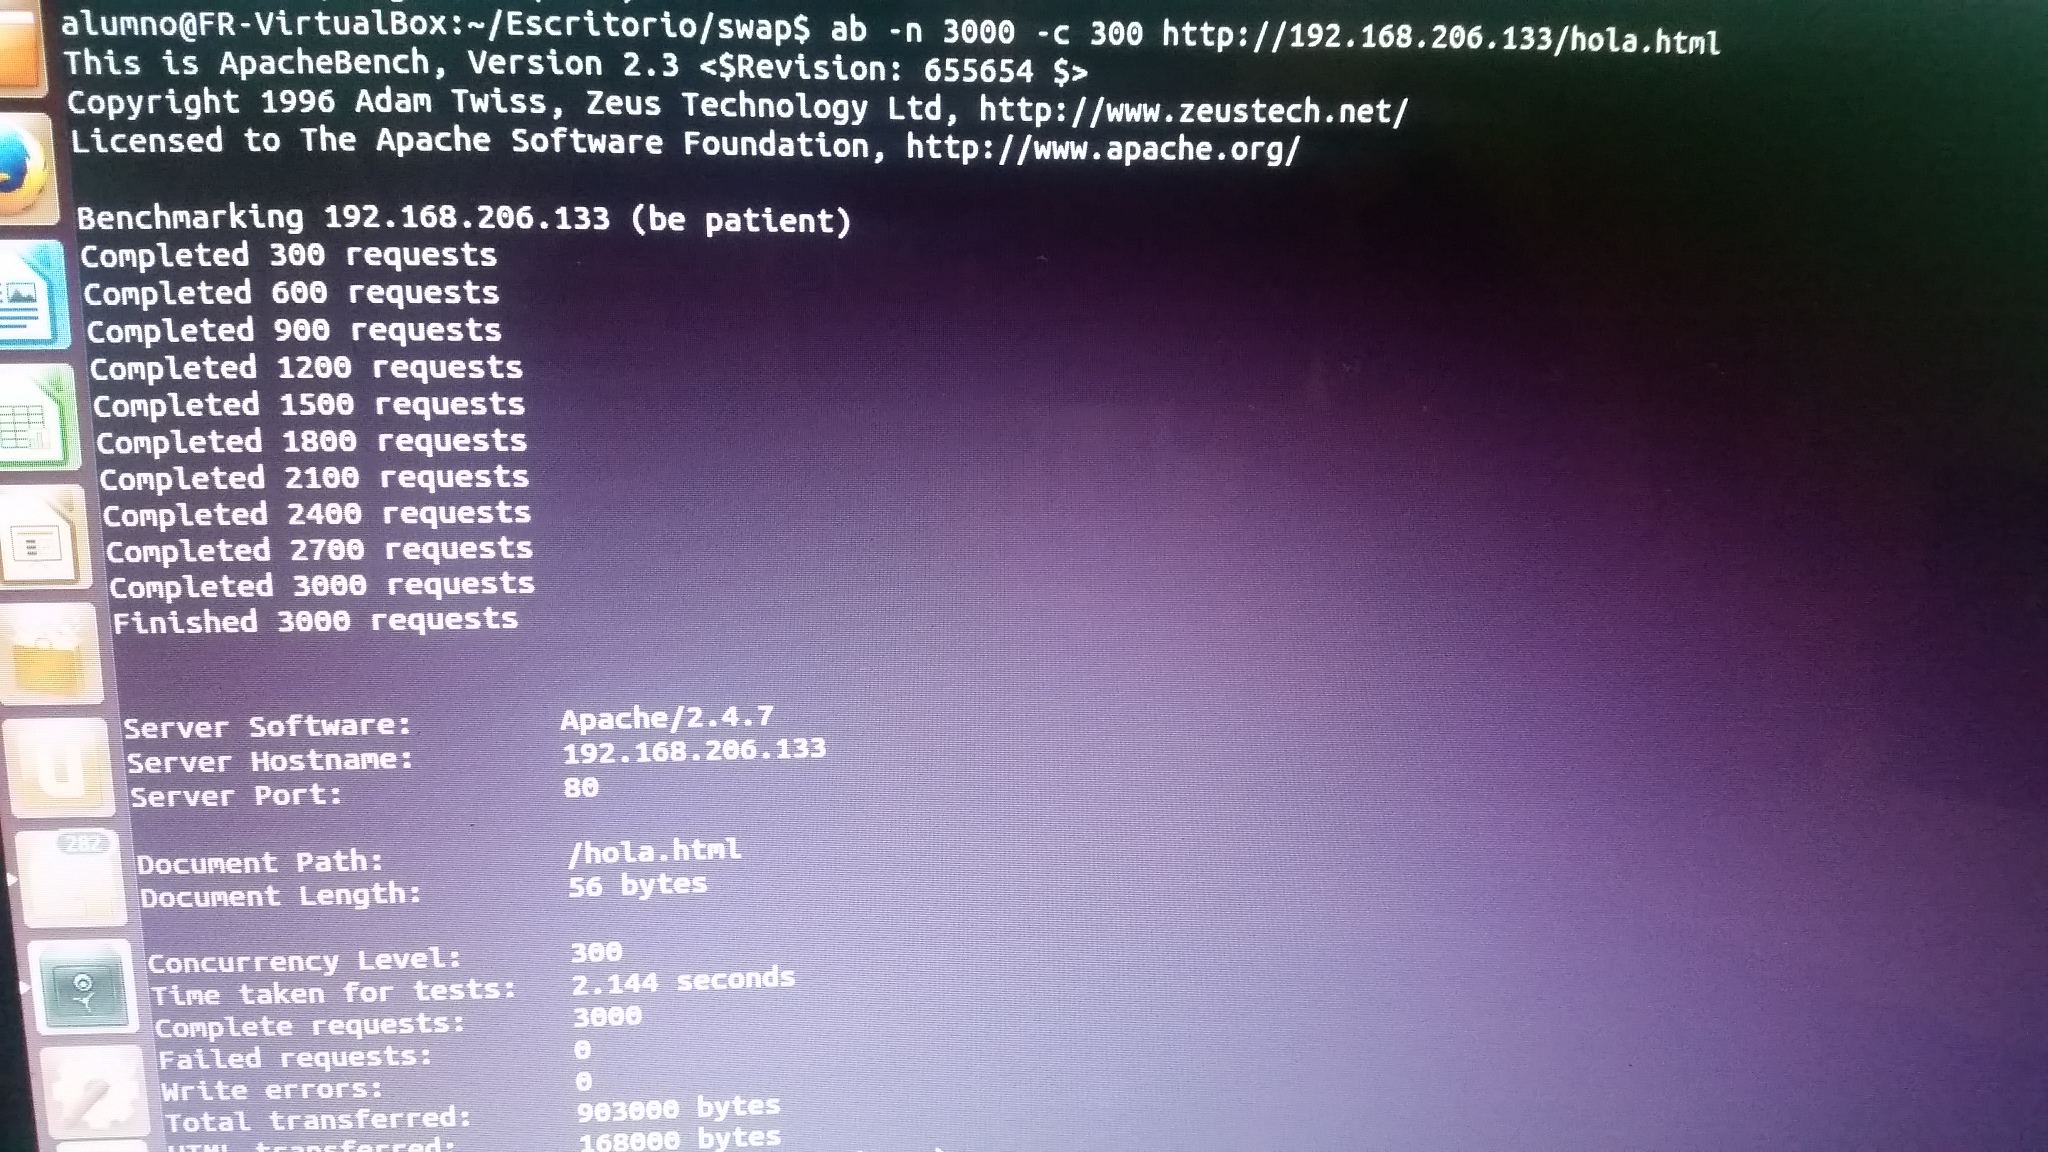 alumno@FR-VirtualBox:~/Escritorio/swap$ ab -n 3000 -c 300 http://192.168.206.133/hola.html
This is ApacheBench, Version 2.3 <$Revision: 655654 $>
Copyright 1996 Adam Twiss, Zeus Technology Ltd, http://www.zeustech.net/
Licensed to The Apache Software Foundation, http://www.apache.org/
Benchmarking 192.168.206.133 (be patient)
Completed 300 requests
Completed 600 requests
Completed 900 requests
Completed 1200 requests
Completed 1500 requests
Completed 1800 requests
Completed 2100 requests
Completed 2400 requests
Completed 2700 requests
Completed 3000 requests
Finished 3000 requests
Server Software: Apache/2.4.7
Server Hostname: 192.168.206.133
Server Port: 80
282
Document Path: /hola.html
Document Length: 56 bytes
Concurrency Level: 300
Time taken for tests: 2.144 seconds
Complete requests: 3000
Failed requests: 0
Write errors: 0
Total transferred: 903000 bytes
HTML transferred: 168000 bytes